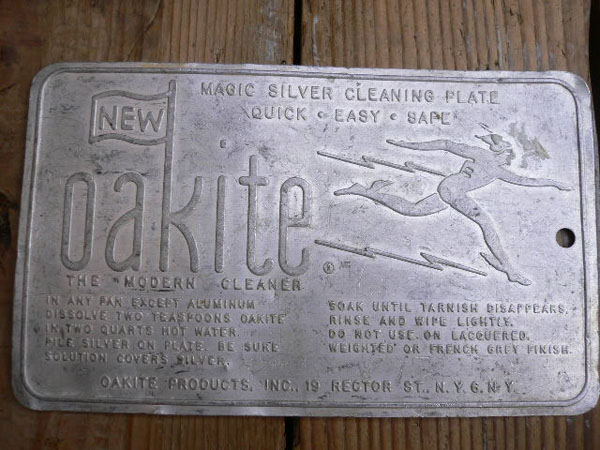 MAGIC SILVER CLEANING PLATE
QUICK • EASY • SAFE
NEW
oakite®
THE MODERN CLEANER
IN ANY PAN EXCEPT ALUMINUM
DISSOLVE TWO TEASPOONS OAKITE
IN TWO QUARTS HOT WATER.
PILE SILVER ON PLATE. BE SURE
SOLUTION COVERS SILVER.
SOAK UNTIL TARNISH DISAPPEARS.
RINSE AND WIPE LIGHTLY.
DO NOT USE ON LACQUERED,
WEIGHTED OR FRENCH GREY FINISH.
OAKITE PRODUCTS, INC., 19 RECTOR ST., N.Y. 6, N.Y.